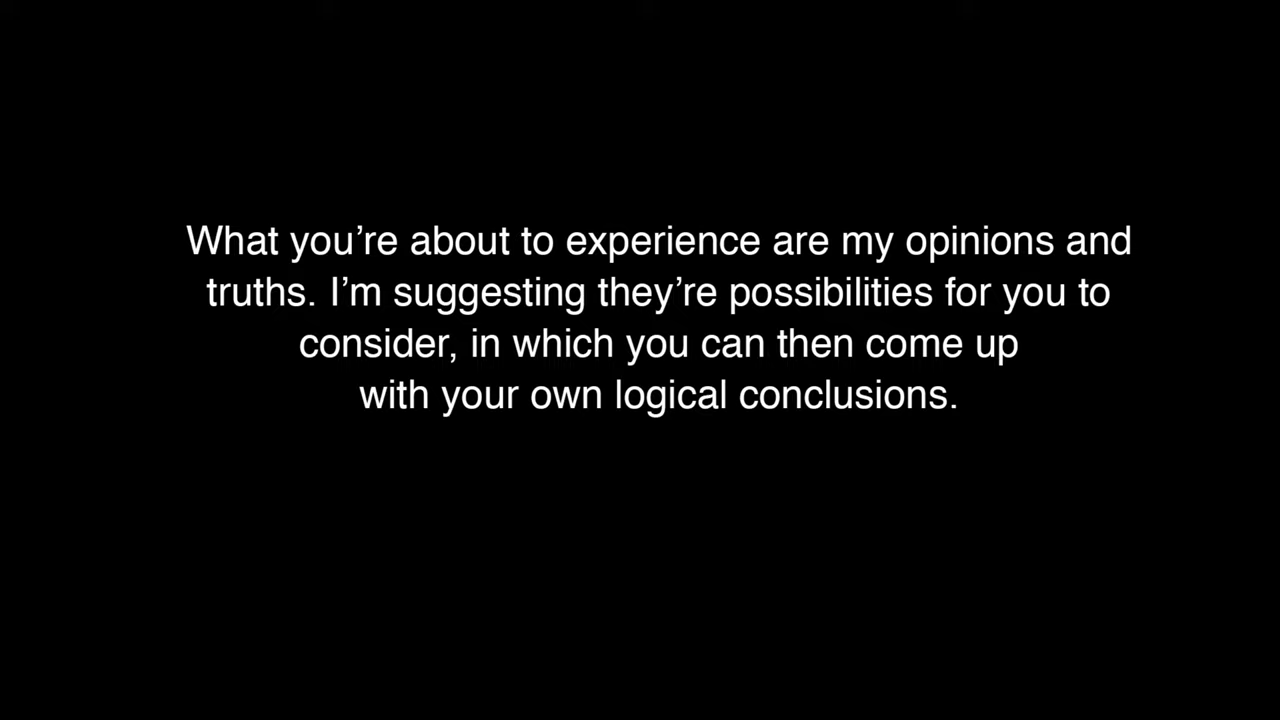 What you’re about to experience are my opinions and
truths. I’m suggesting they’re possibilities for you to
consider, in which you can then come up
with your own logical conclusions.